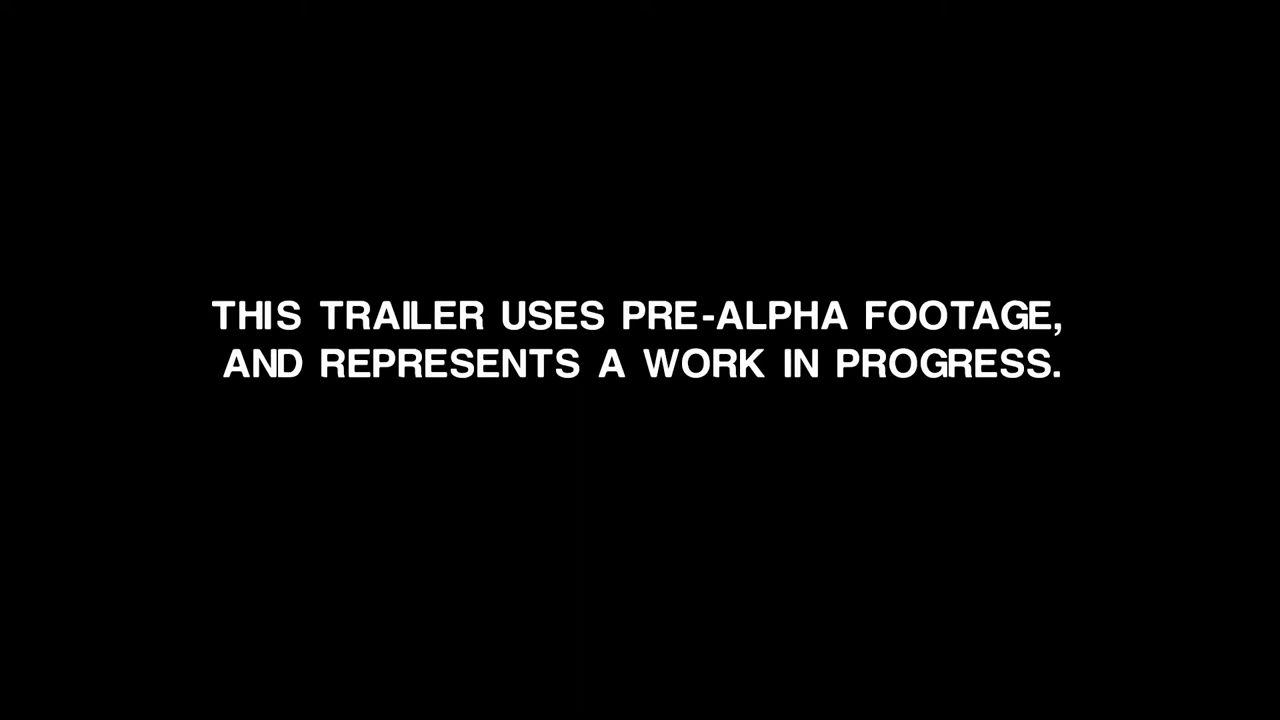 THIS TRAILER USES PRE-ALPHA FOOTAGE,
AND REPRESENTS A WORK IN PROGRESS.